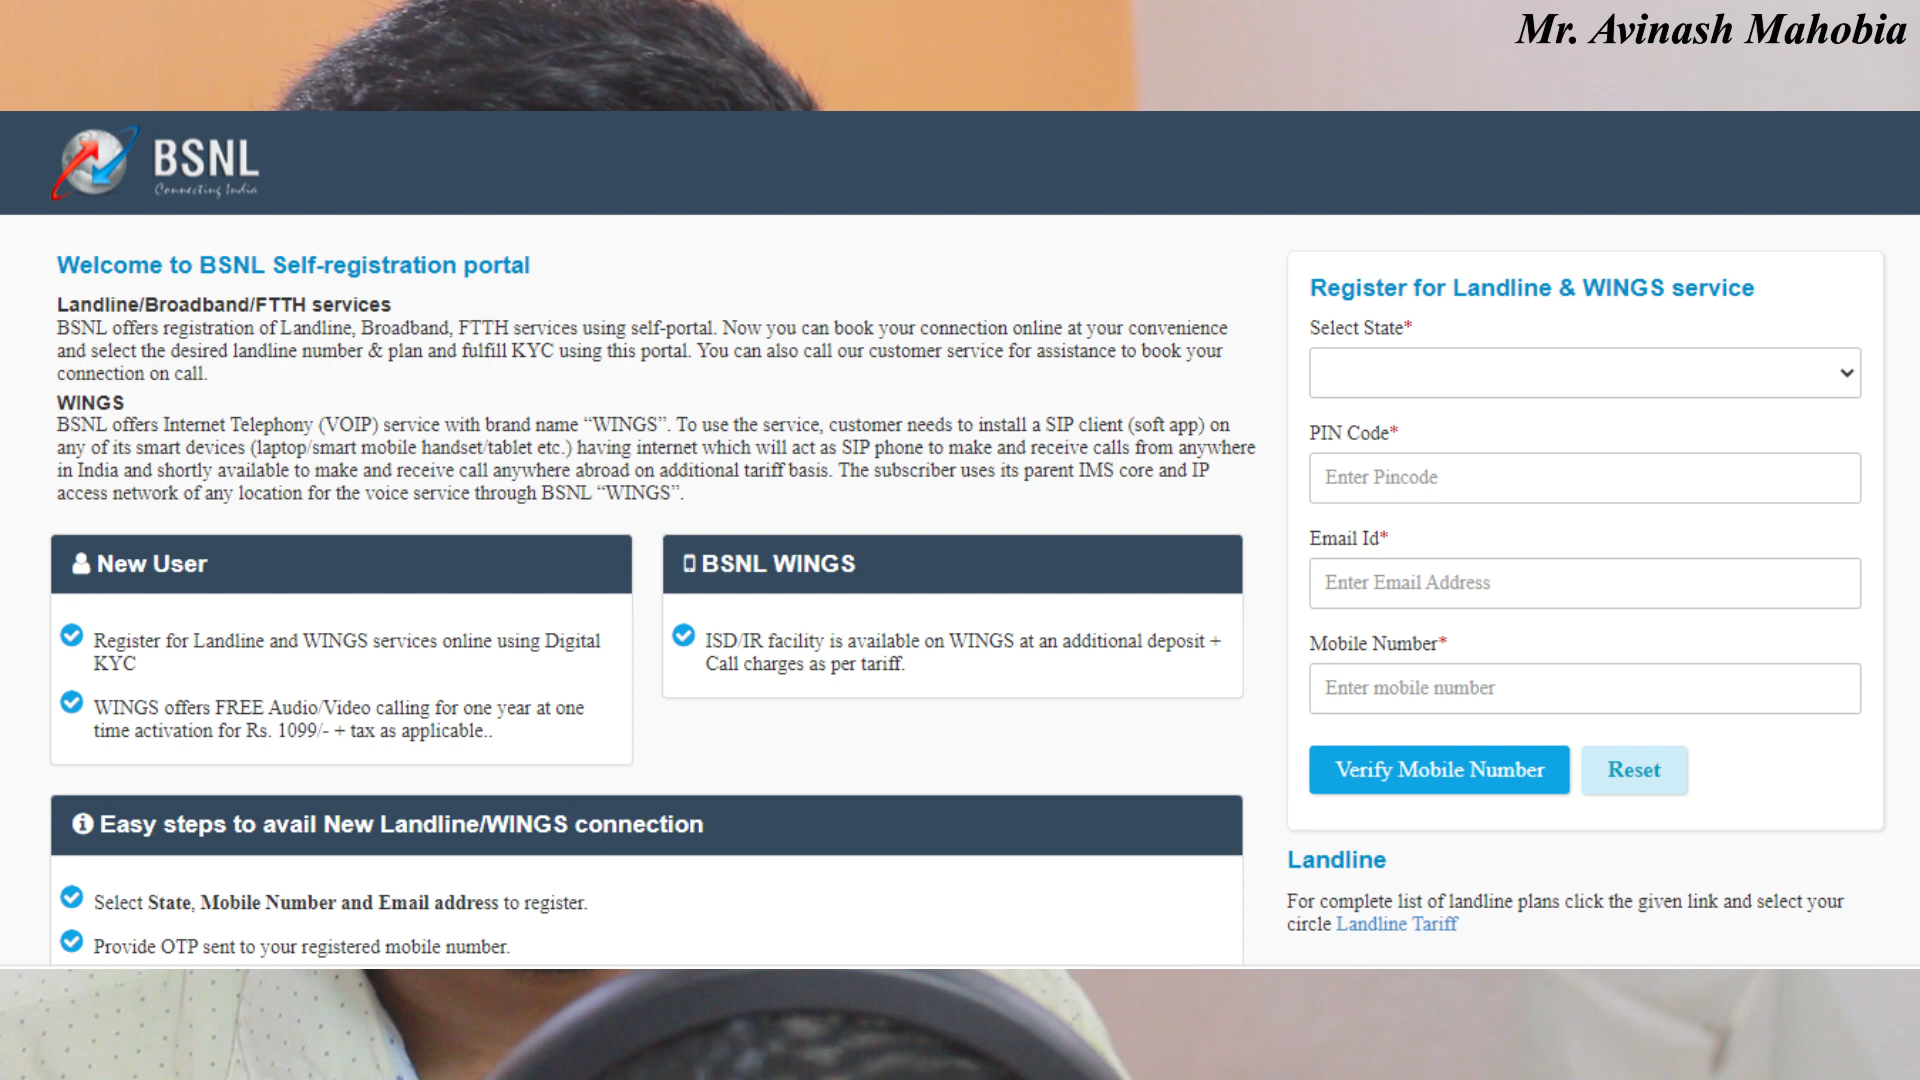 Mr. Avinash Mahobia
BSNL
Connecting India
Welcome to BSNL Self-registration portal
Landline/Broadband/FTTH services
BSNL offers registration of Landline, Broadband, FTTH services using self-portal. Now you can book your connection online at your convenience
and select the desired landline number & plan and fulfill KYC using this portal. You can also call our customer service for assistance to book your
connection on call.
WINGS
BSNL offers Internet Telephony (VOIP) service with brand name “WINGS”. To use the service, customer needs to install a SIP client (soft app) on
any of its smart devices (laptop/smart mobile handset/tablet etc.) having internet which will act as SIP phone to make and receive calls from anywhere
in India and shortly available to make and receive call anywhere abroad on additional tariff basis. The subscriber uses its parent IMS core and IP
access network of any location for the voice service through BSNL “WINGS”.
New User
Register for Landline and WINGS services online using Digital
KYC
WINGS offers FREE Audio/Video calling for one year at one
time activation for Rs. 1099/- + tax as applicable..
BSNL WINGS
ISD/IR facility is available on WINGS at an additional deposit +
Call charges as per tariff.
Easy steps to avail New Landline/WINGS connection
Select State, Mobile Number and Email address to register.
Provide OTP sent to your registered mobile number.
Register for Landline & WINGS service
Select State*
PIN Code*
Enter Pincode
Email Id*
Enter Email Address
Mobile Number*
Enter mobile number
Verify Mobile Number
Reset
Landline
For complete list of landline plans click the given link and select your
circle Landline Tariff